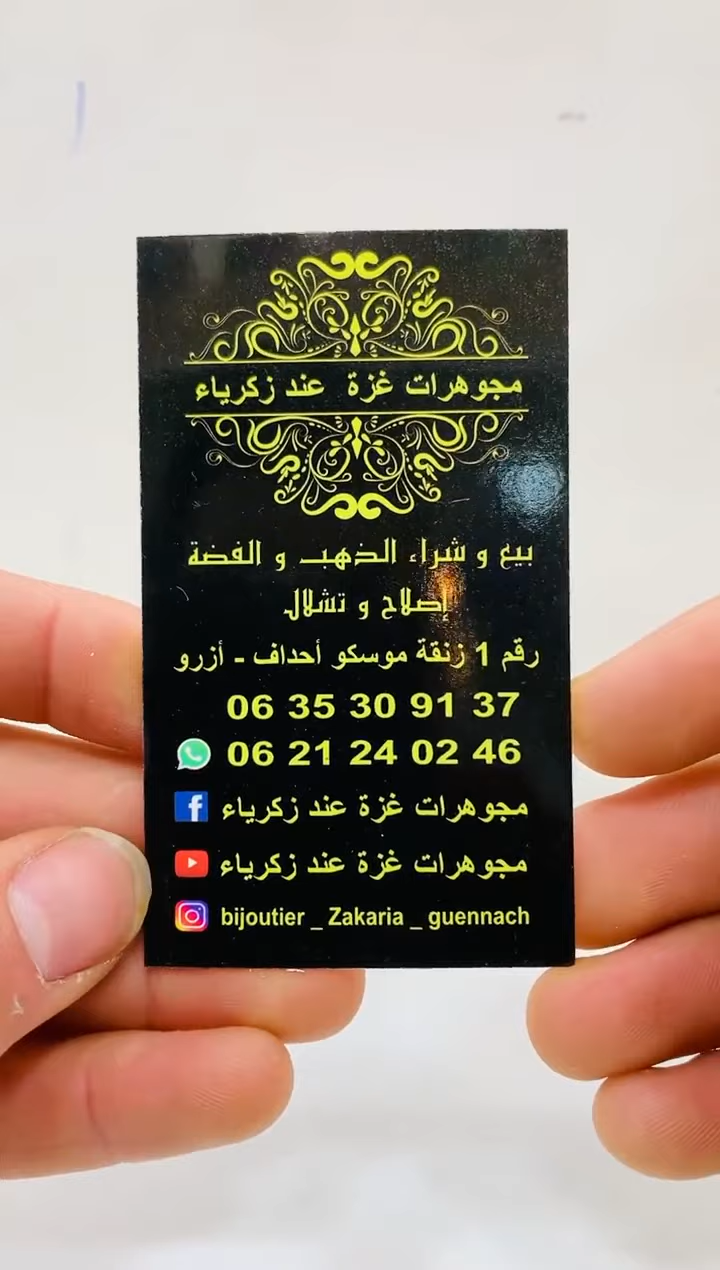 مجوهرات غزة عند زكرياء
بيع و شراء الذهب و الفضة
إصلاح و تشلال
رقم 1 زنقة موسكو أحداف - أزرو
06 35 30 91 37
06 21 24 02 46
مجوهرات غزة عند زكرياء
مجوهرات غزة عند زكرياء
bijoutier _ Zakaria _ guennach